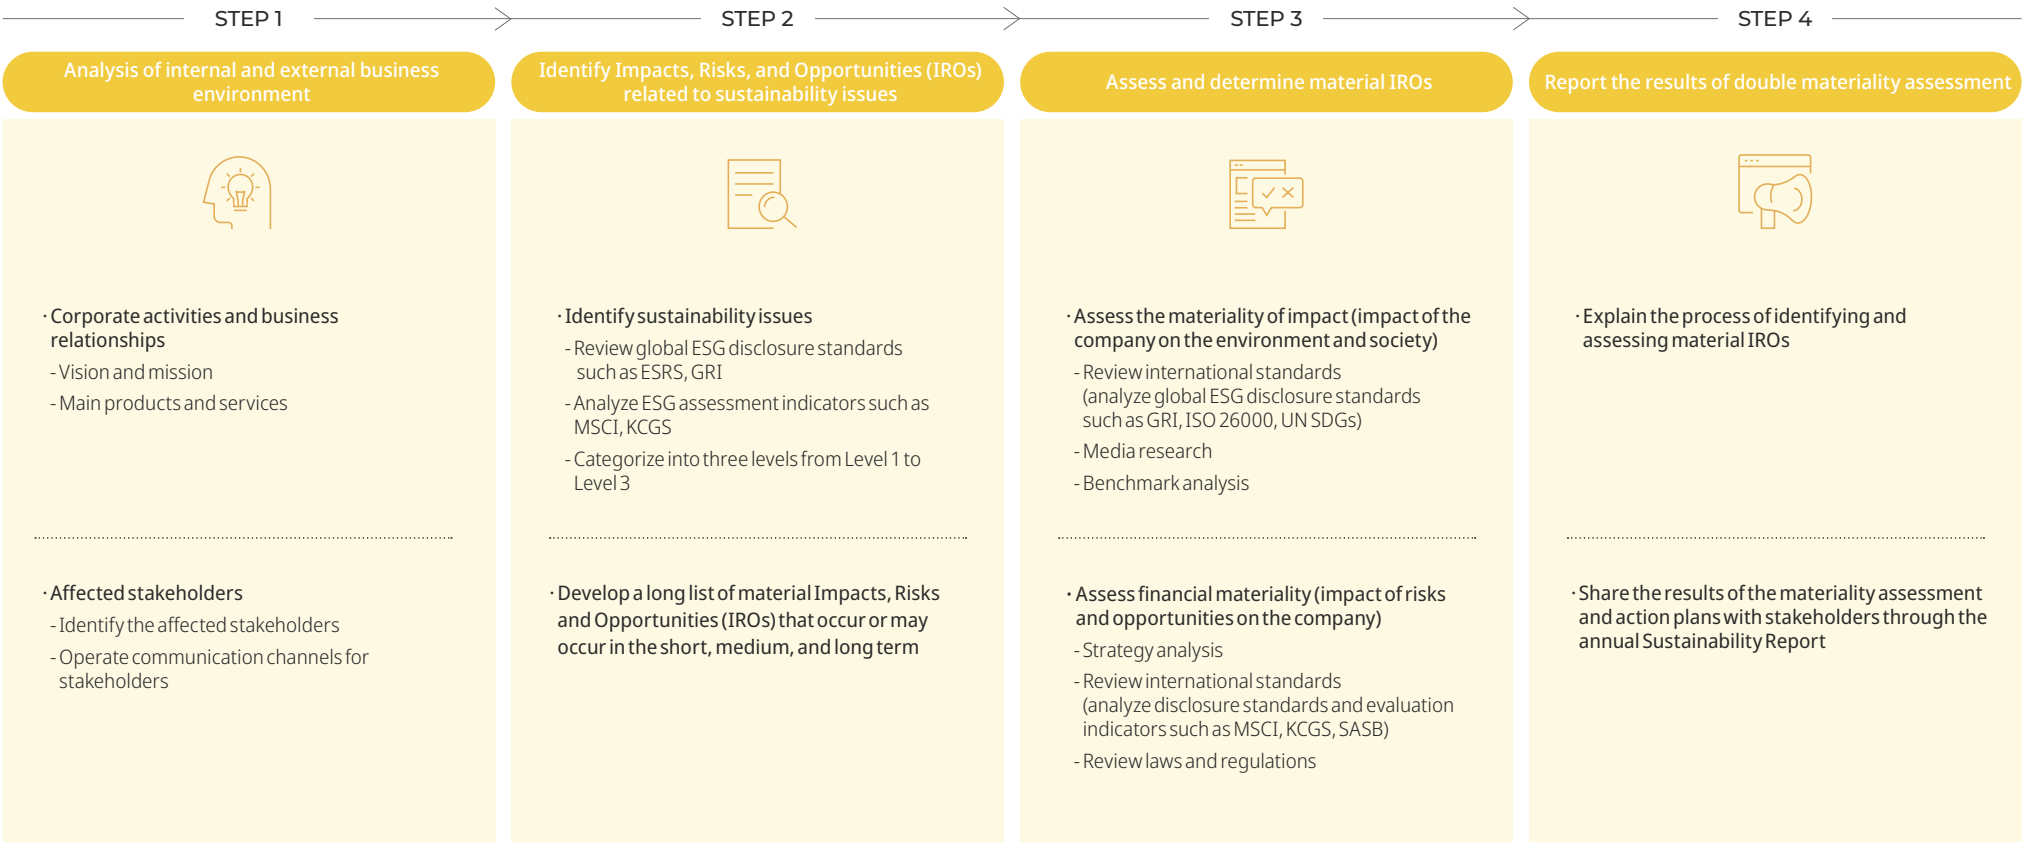 STEP 1
STEP 2
STEP 3
STEP 4
Analysis of internal and external business
environment
Identify Impacts, Risks, and Opportunities (IROs)
related to sustainability issues
Assess and determine material IROs
Report the results of double materiality assessment
· Corporate activities and business
relationships
- Vision and mission
- Main products and services
· Affected stakeholders
- Identify the affected stakeholders
- Operate communication channels for
stakeholders
· Identify sustainability issues
- Review global ESG disclosure standards
such as ESRS, GRI
- Analyze ESG assessment indicators such as
MSCI, KCGS
- Categorize into three levels from Level 1 to
Level 3
· Develop a long list of material Impacts, Risks
and Opportunities (IROs) that occur or may
occur in the short, medium, and long term
· Assess the materiality of impact (impact of the
company on the environment and society)
- Review international standards
(analyze global ESG disclosure standards
such as GRI, ISO 26000, UN SDGs)
- Media research
- Benchmark analysis
· Assess financial materiality (impact of risks
and opportunities on the company)
- Strategy analysis
- Review international standards
(analyze disclosure standards and evaluation
indicators such as MSCI, KCGS, SASB)
- Review laws and regulations
· Explain the process of identifying and
assessing material IROs
· Share the results of the materiality assessment
and action plans with stakeholders through the
annual Sustainability Report